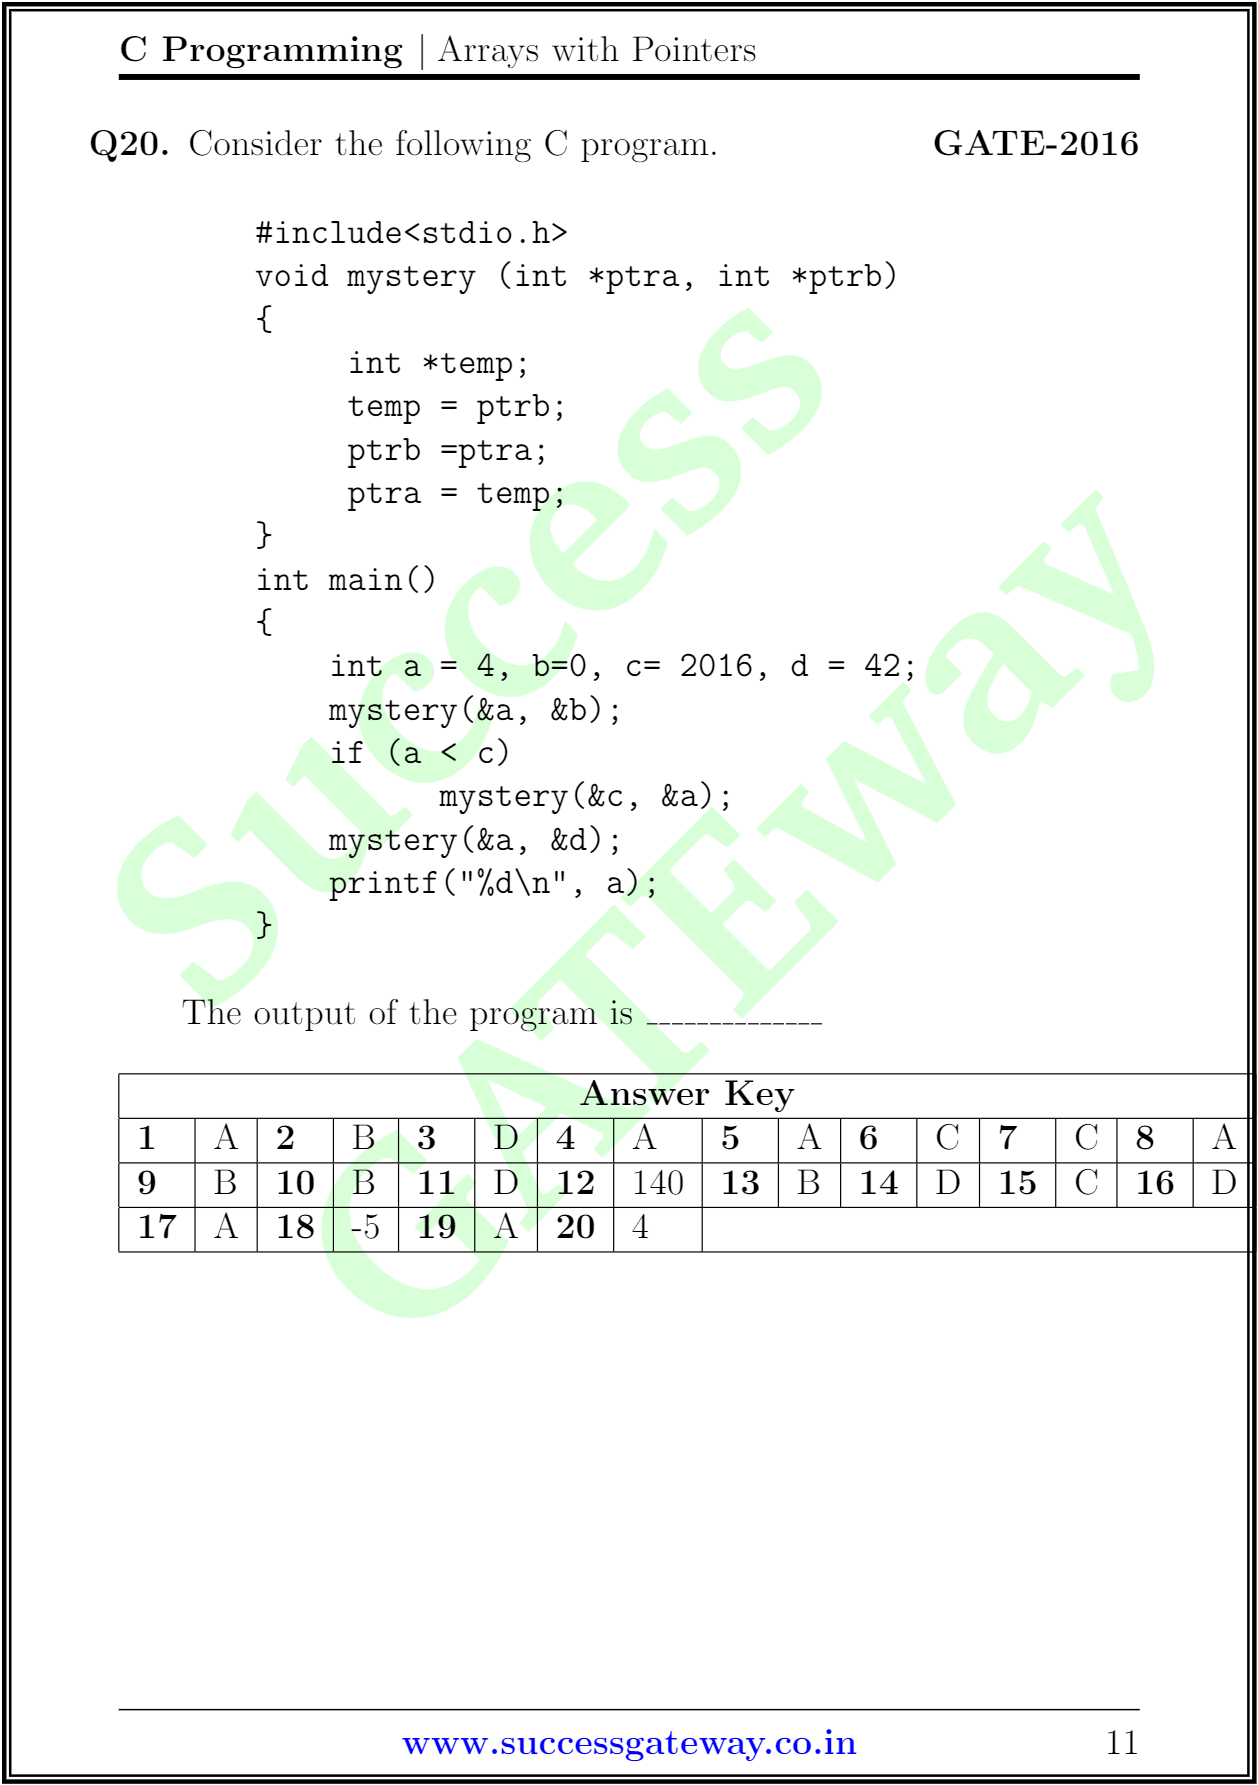 C Programming | Arrays with Pointers
Q20. Consider the following C program. GATE-2016
#include<stdio.h>
void mystery (int *ptra, int *ptrb)
{
int *temp;
temp = ptrb;
ptrb =ptra;
ptra = temp;
}
int main()
{
int a = 4, b=0, c= 2016, d = 42;
mystery(&a, &b);
if (a < c)
mystery(&c, &a);
mystery(&a, &d);
printf("%d\n", a);
}
The output of the program is ______________
Answer Key
1 A 2 B 3 D 4 A 5 A 6 C 7 C 8 A
9 B 10 B 11 D 12 140 13 B 14 D 15 C 16 D
17 A 18 -5 19 A 20 4
Success
GATEway
www.successgateway.co.in 11